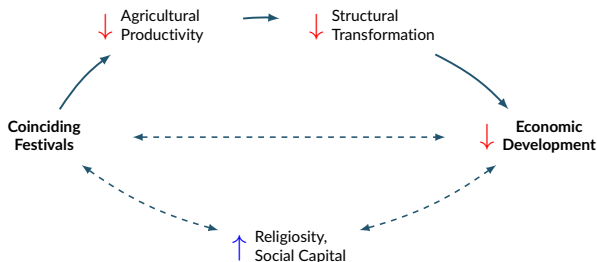 Agricultural
Productivity
Structural
Transformation
Coinciding
Festivals
Economic
Development
Religiosity,
Social Capital